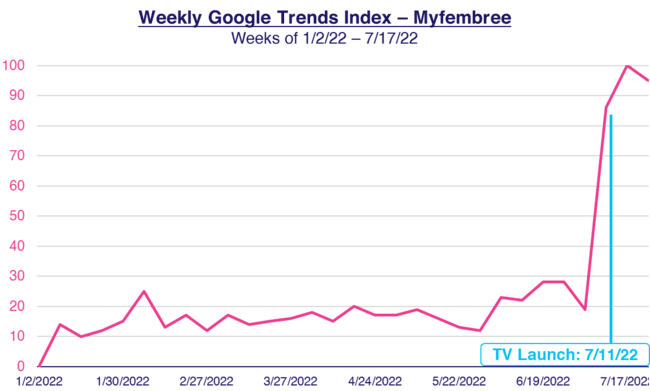 Weekly Google Trends Index – Myfembree
Weeks of 1/2/22 – 7/17/22
100
90
80
70
60
50
40
30
20
10
0
TV Launch: 7/11/22
1/2/2022 1/30/2022 2/27/2022 3/27/2022 4/24/2022 5/22/2022 6/19/2022 7/17/2022